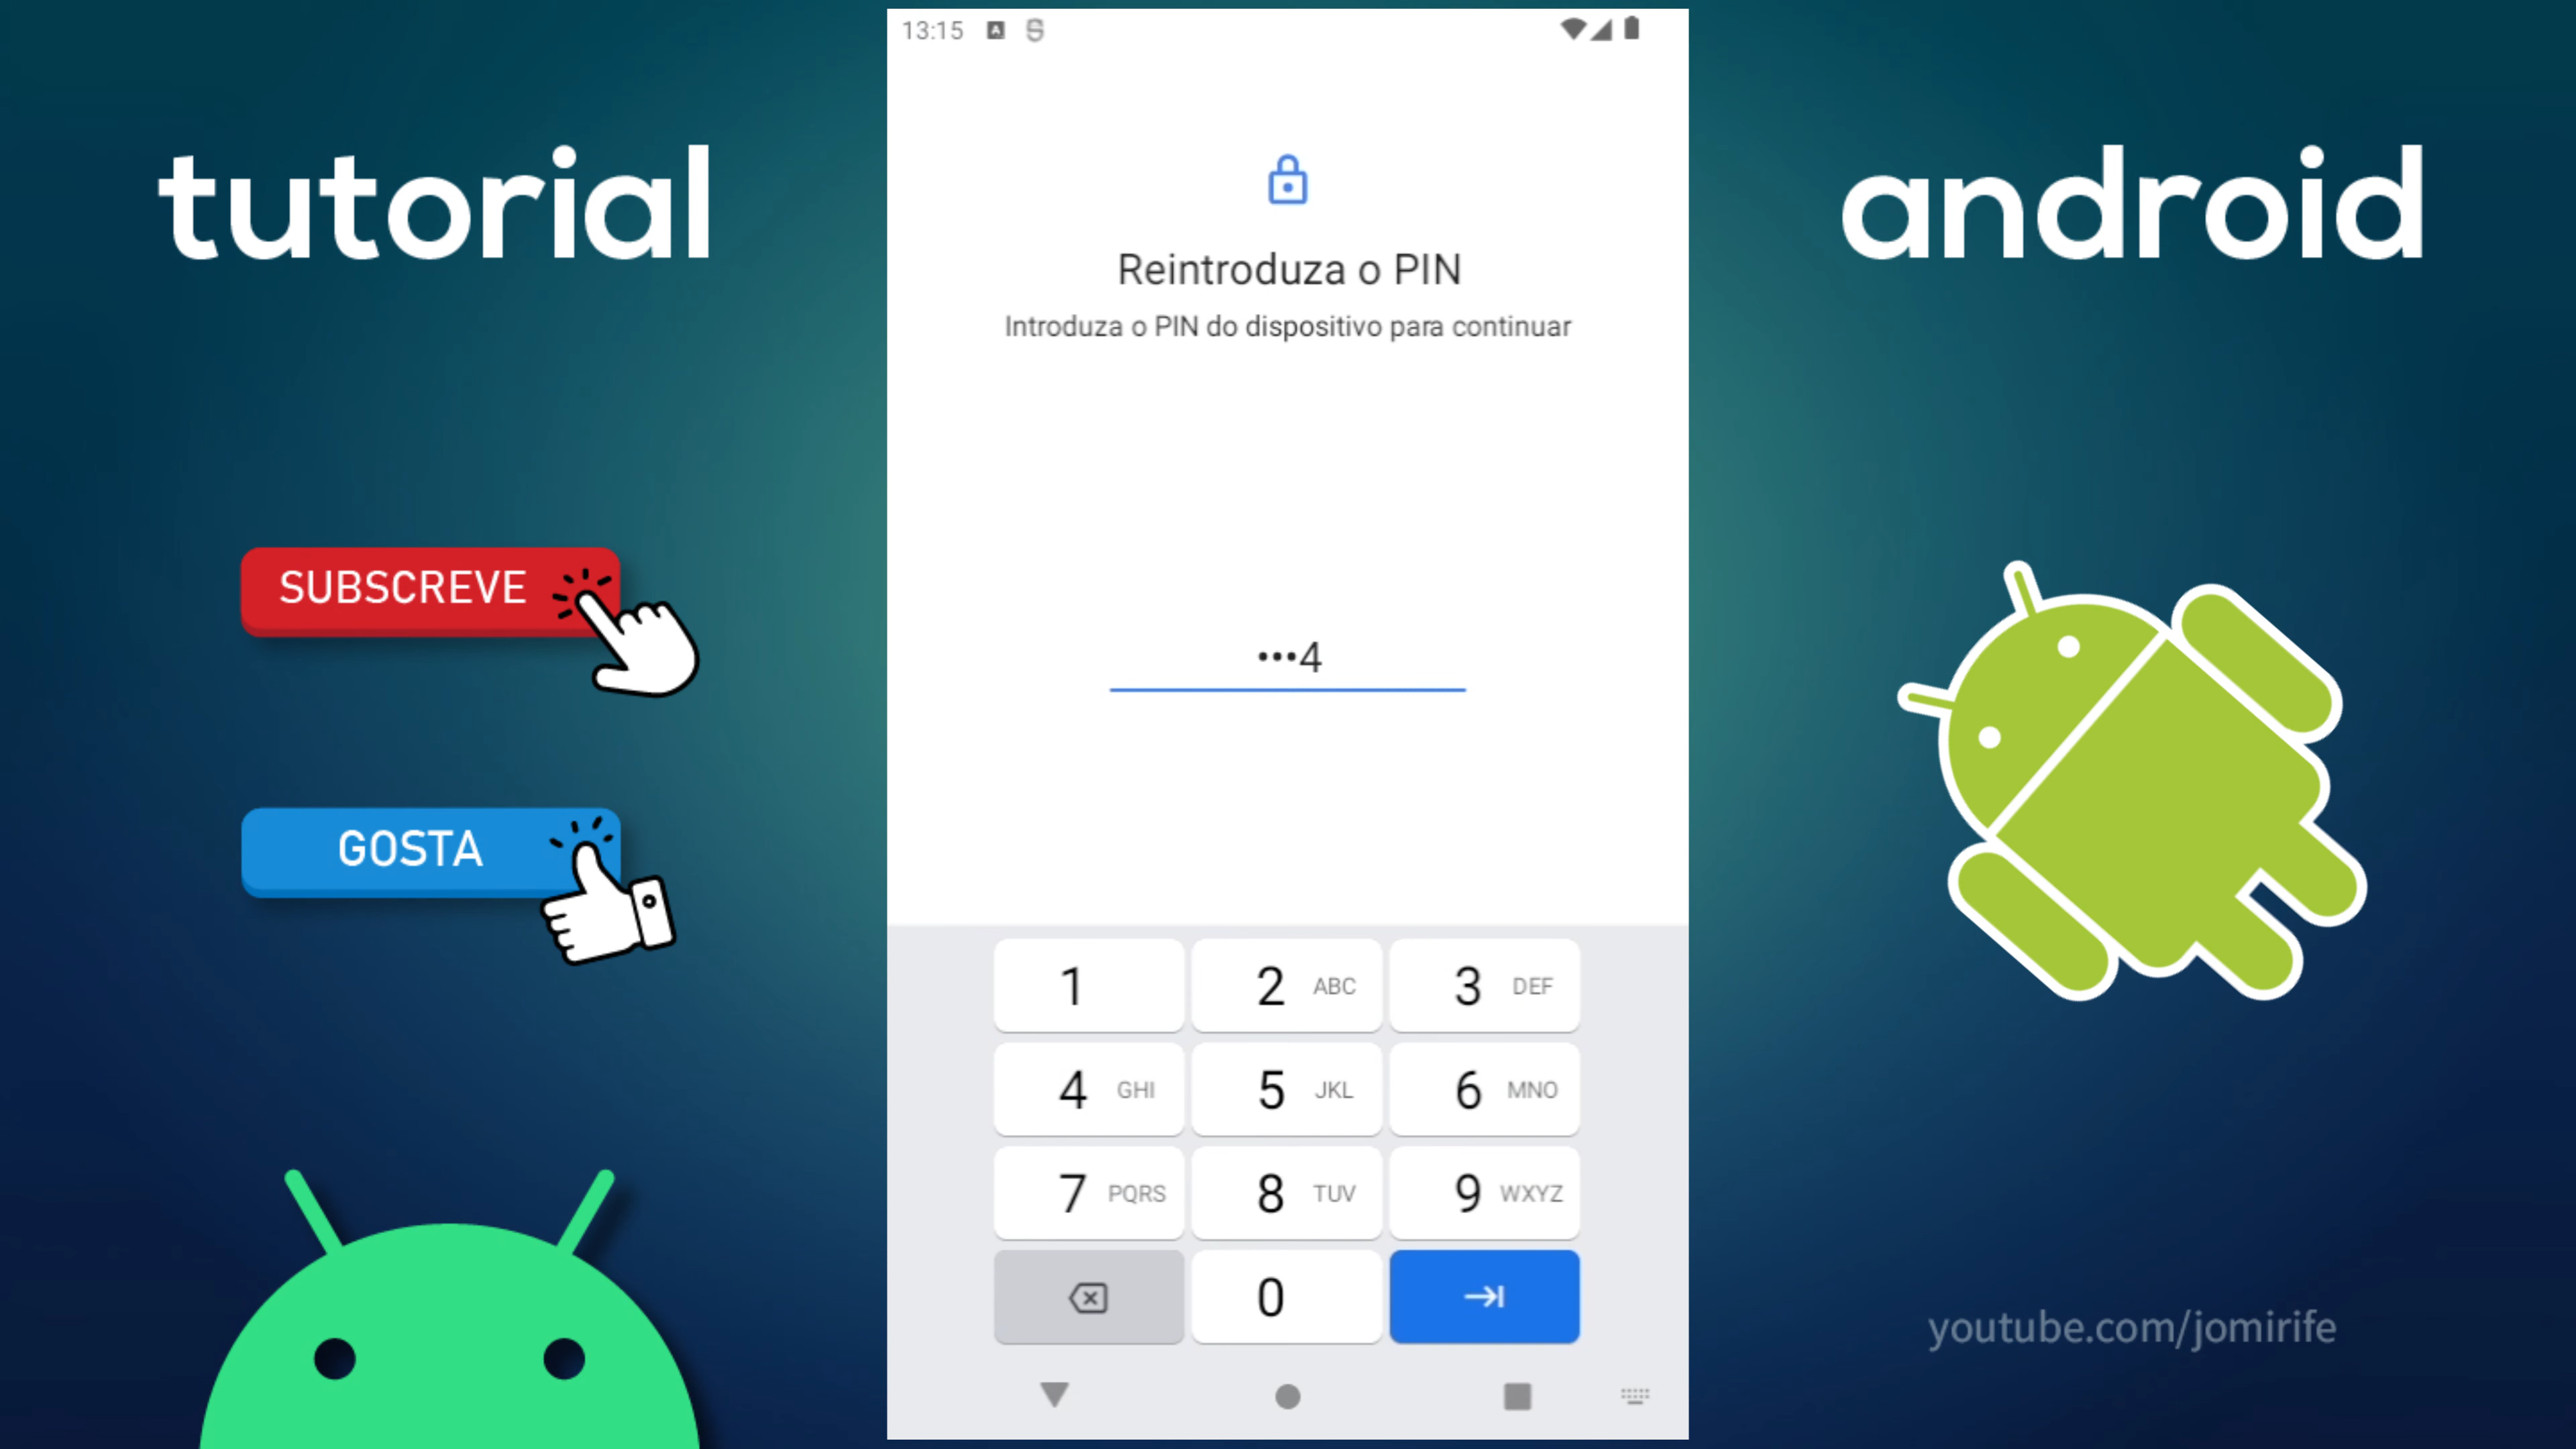 tutorial
SUBSCREVE
GOSTA
13:15
Reintroduza o PIN
Introduza o PIN do dispositivo para continuar
•••4
1
2 ABC
3 DEF
4 GHI
5 JKL
6 MNO
7 PQRS
8 TUV
9 WXYZ
0
android
youtube.com/jomirife